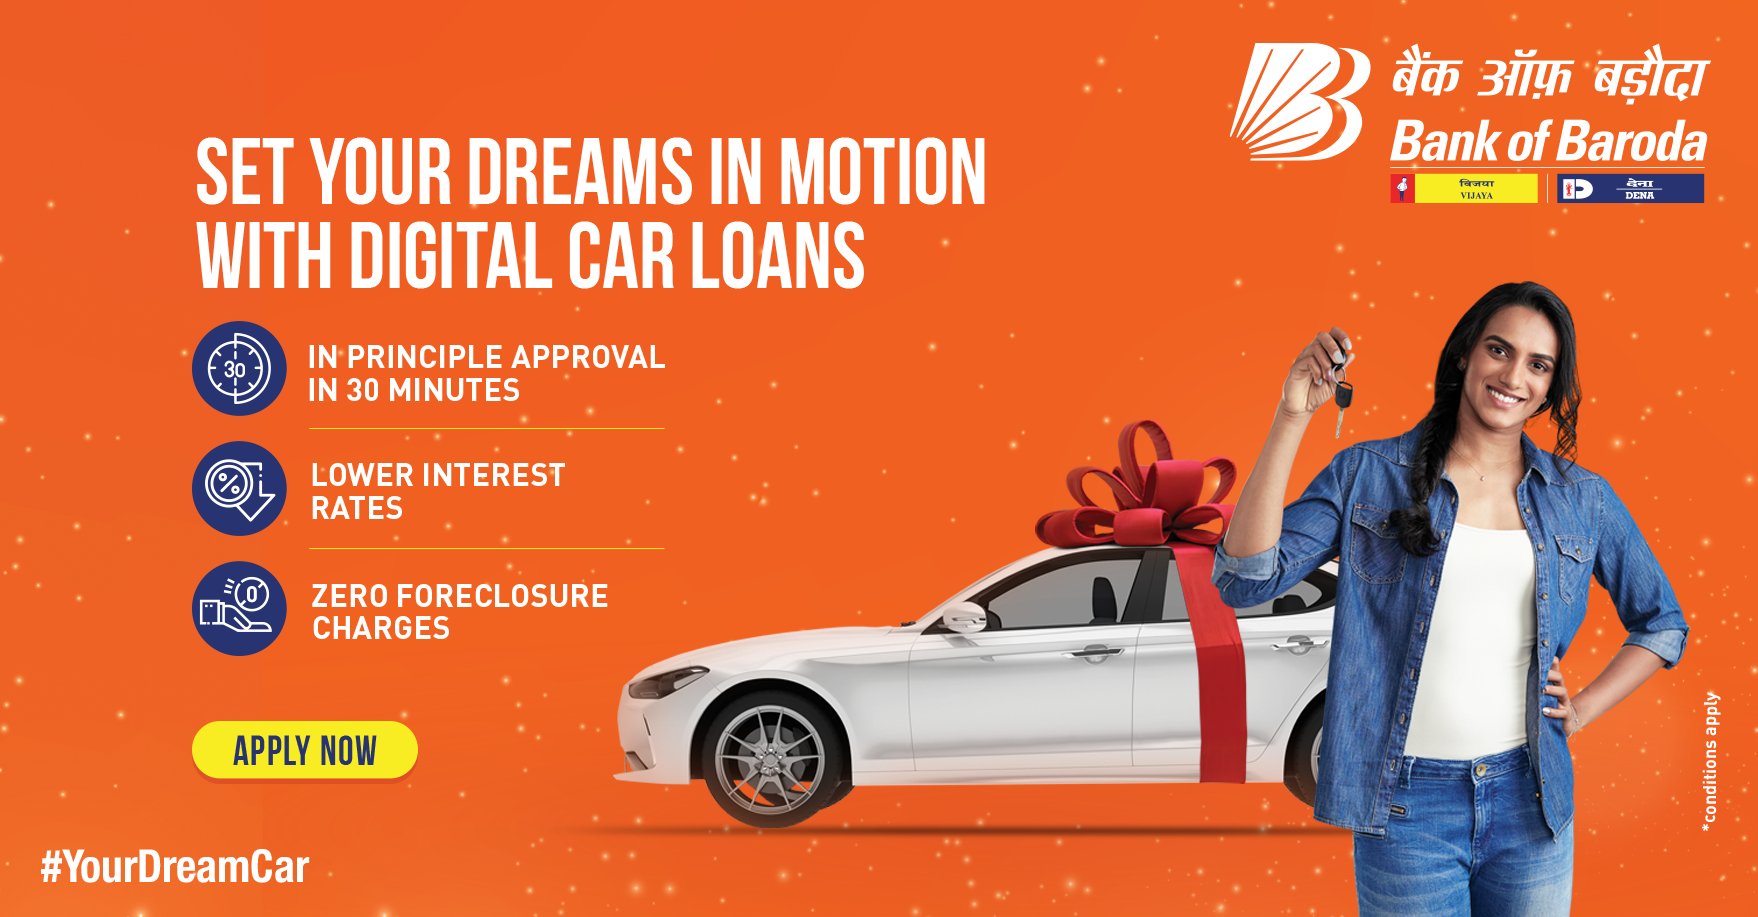 बैंक ऑफ़ बड़ौदा
Bank of Baroda
विजया
VIJAYA
देना
DENA
SET YOUR DREAMS IN MOTION
WITH DIGITAL CAR LOANS
30
IN PRINCIPLE APPROVAL
IN 30 MINUTES
%
LOWER INTEREST
RATES
0
ZERO FORECLOSURE
CHARGES
APPLY NOW
#YourDreamCar
*conditions apply